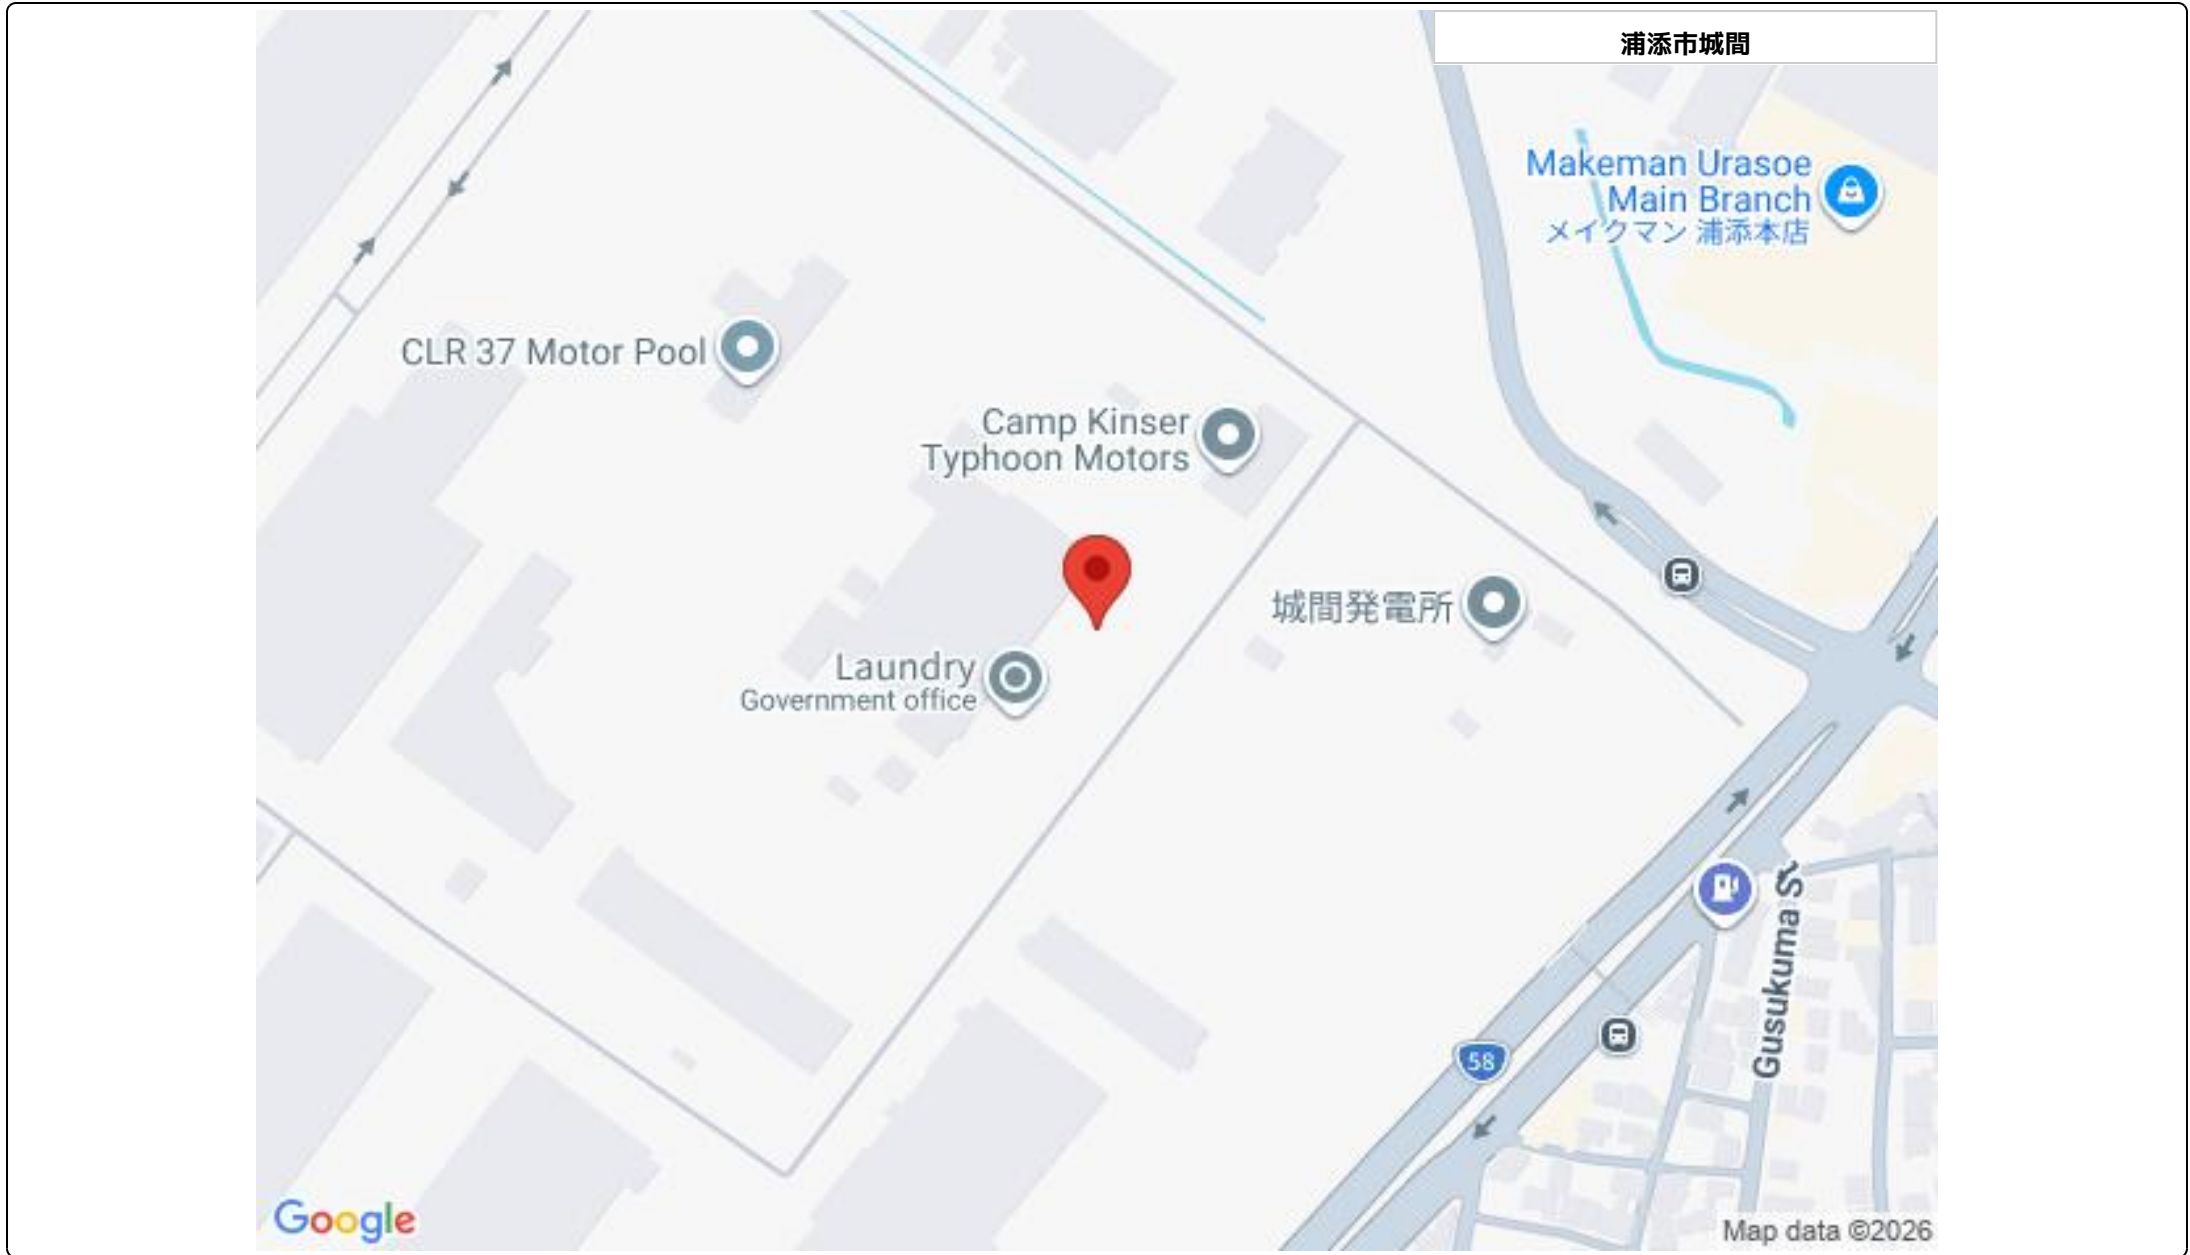 浦添市城間
Makeman Urasoe
Main Branch
メイクマン 浦添本店
CLR 37 Motor Pool
Camp Kinser
Typhoon Motors
城間発電所
Laundry
Government office
Gusukuma St
58
Google
Map data ©2026